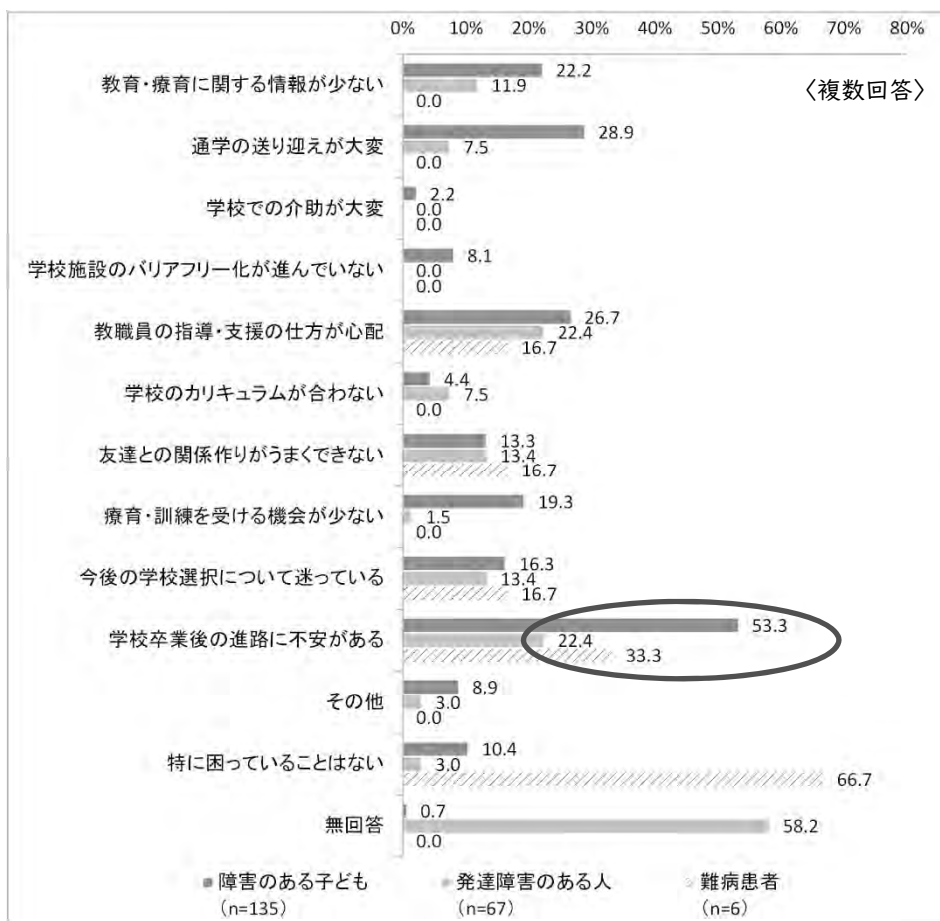 0% 10% 20% 30% 40% 50% 60% 70% 80%
〈複数回答〉
教育・療育に関する情報が少ない
22.2
11.9
0.0
通学の送り迎えが大変
28.9
7.5
0.0
学校での介助が大変
2.2
0.0
0.0
学校施設のバリアフリー化が進んでいない
8.1
0.0
0.0
教職員の指導・支援の仕方が心配
26.7
22.4
16.7
学校のカリキュラムが合わない
4.4
7.5
0.0
友達との関係作りがうまくできない
13.3
13.4
16.7
療育・訓練を受ける機会が少ない
19.3
1.5
0.0
今後の学校選択について迷っている
16.3
13.4
16.7
学校卒業後の進路に不安がある
53.3
22.4
33.3
その他
8.9
3.0
0.0
特に困っていることはない
10.4
3.0
66.7
無回答
0.7
58.2
0.0
障害のある子ども 発達障害のある人 難病患者
(n=135) (n=67) (n=6)